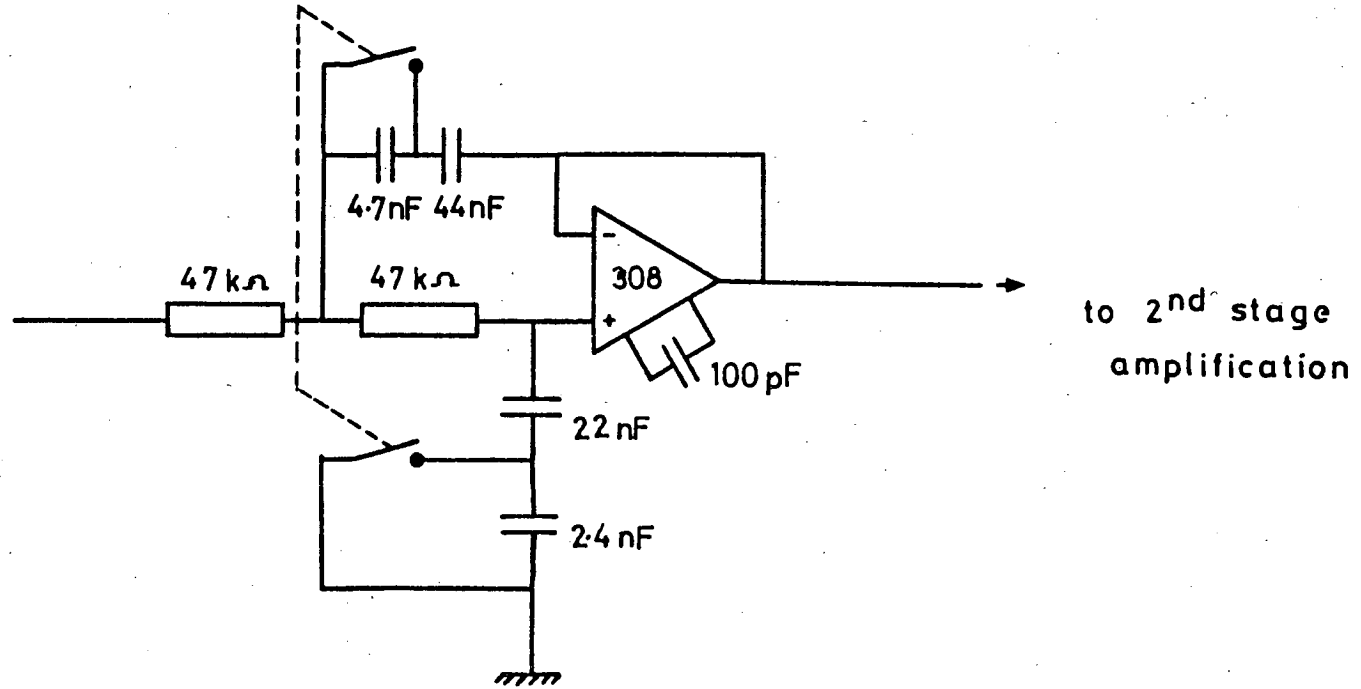 4.7nF 44nF
47kΩ 47kΩ
-
308
+
100pF
22nF
2.4nF
to 2nd stage
amplification